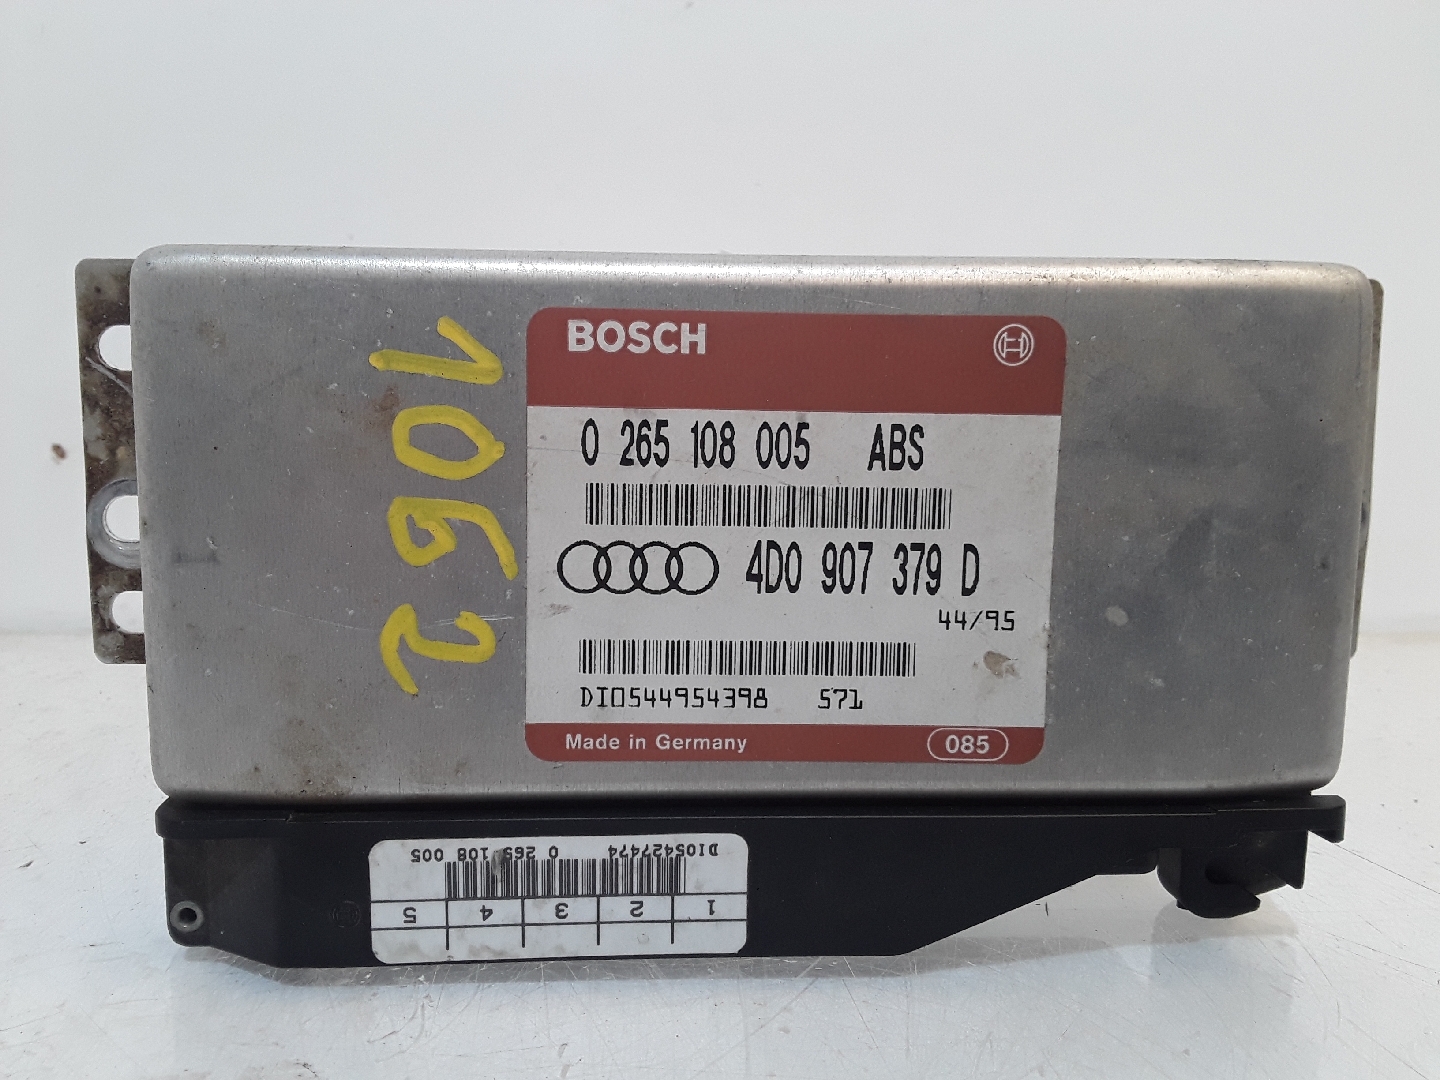 BOSCH
0 265 108 005 ABS
4D0 907 379 D
44/95
DI0544954398 571
Made in Germany 085
1062
DI05427474 0 265 108 005
1 2 3 4 5